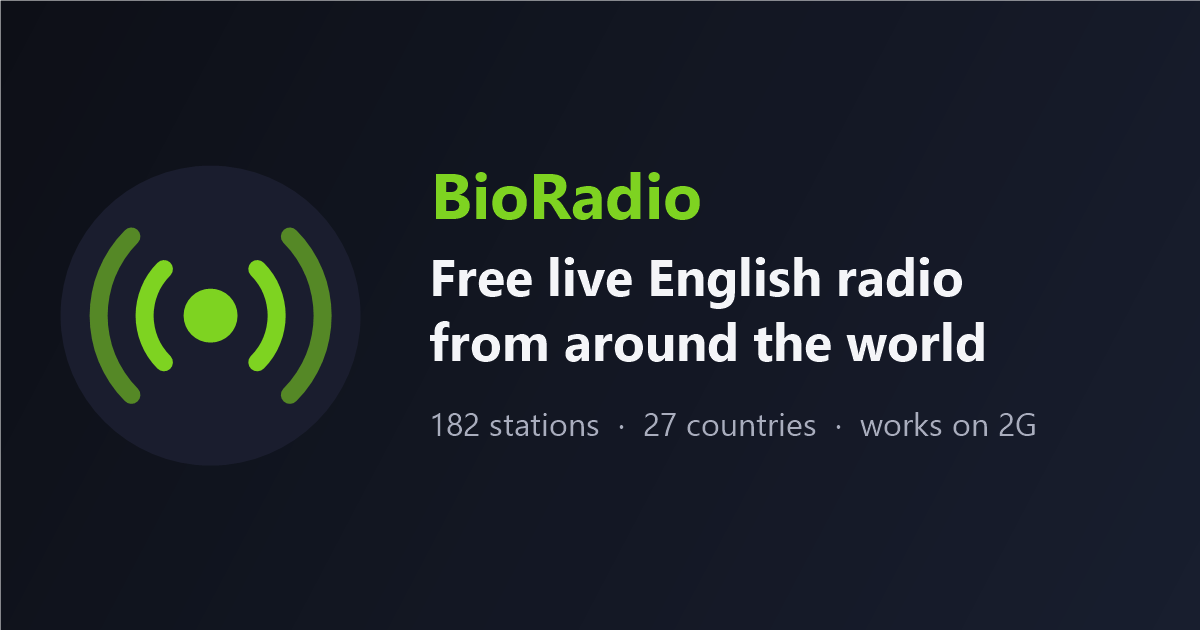 BioRadio
Free live English radio
from around the world
182 stations · 27 countries · works on 2G